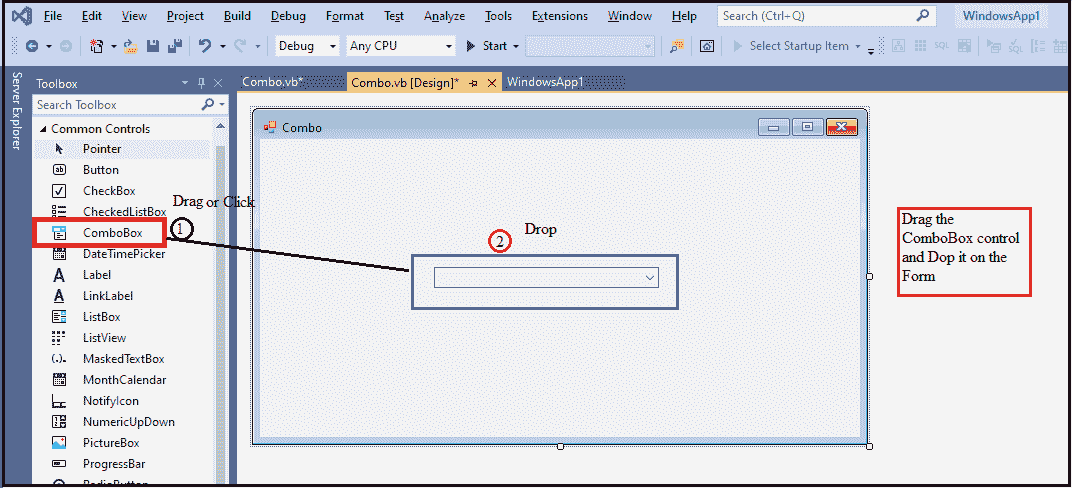 File Edit View Project Build Debug Format Test Analyze Tools Extensions Window Help Search (Ctrl+Q) WindowsApp1
Debug Any CPU Start Select Startup Item SQL
Server Explorer
Toolbox
Combo.vb* Combo.vb [Design]* WindowsApp1
Search Toolbox
Common Controls
Combo
Pointer
Button
CheckBox
Drag or Click
CheckedListBox
ComboBox
1
DateTimePicker
Label
LinkLabel
ListBox
ListView
MaskedTextBox
MonthCalendar
NotifyIcon
NumericUpDown
PictureBox
ProgressBar
RadioButton
2
Drop
Drag the
ComboBox control
and Dop it on the
Form